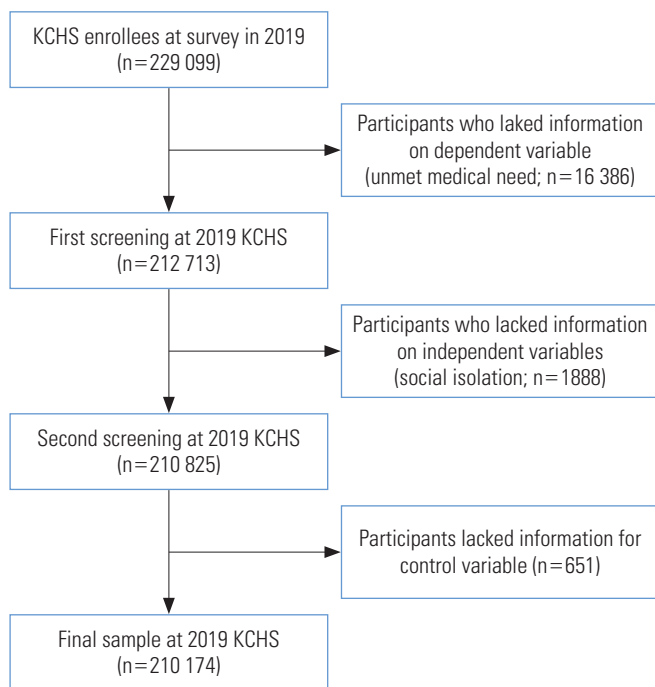 KCHS enrollees at survey in 2019
(n=229 099)
Participants who laked information
on dependent variable
(unmet medical need; n=16 386)
First screening at 2019 KCHS
(n=212 713)
Participants who lacked information
on independent variables
(social isolation; n=1888)
Second screening at 2019 KCHS
(n=210 825)
Participants lacked information for
control variable (n=651)
Final sample at 2019 KCHS
(n=210 174)